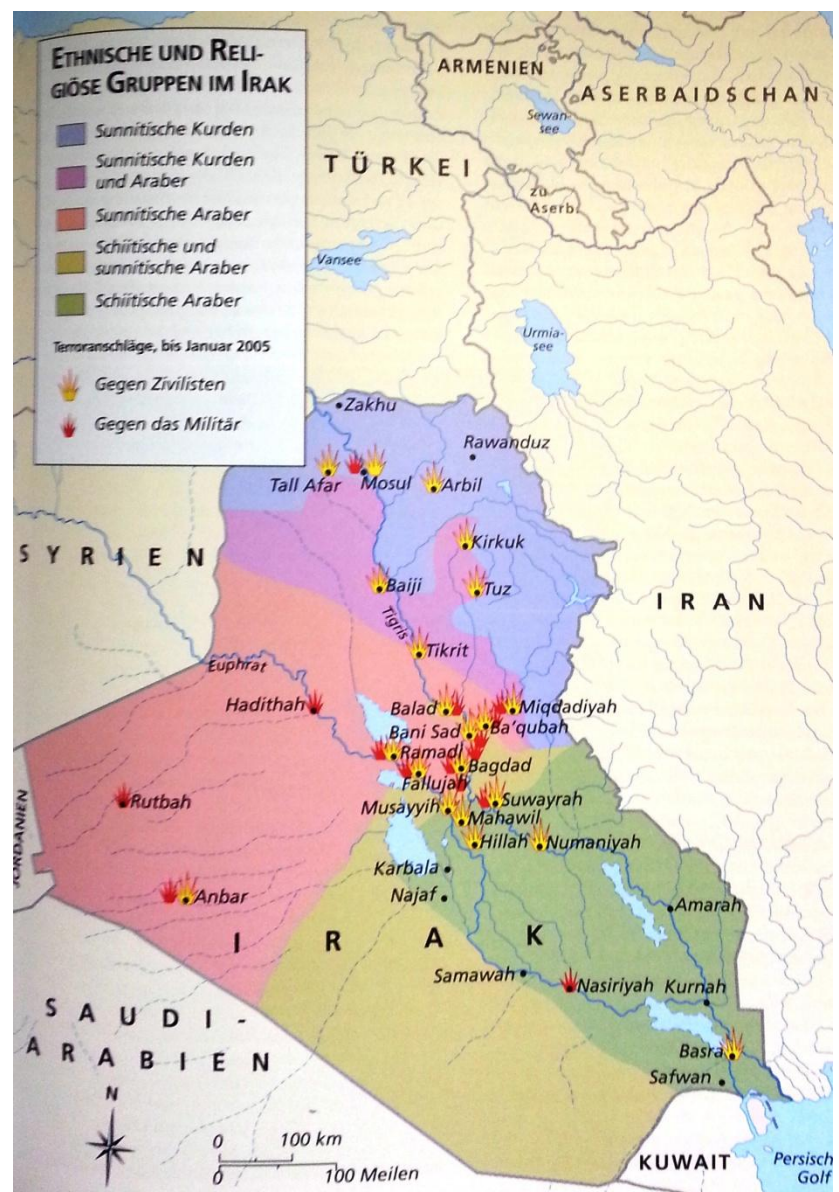 ETHNISCHE UND RELI-
GIÖSE GRUPPEN IM IRAK
Sunnitische Kurden
Sunnitische Kurden
und Araber
Sunnitische Araber
Schiitische und
sunnitische Araber
Schiitische Araber
Terroranschläge, bis Januar 2005
Gegen Zivilisten
Gegen das Militär
ARMENIEN
ASERBAIDSCHAN
Sewan-
see
TÜRKEI
zu
Aserb.
Vansee
Urmia-
see
Zakhu
Rawanduz
Tall Afar
Mosul
Arbil
SYRIEN
Kirkuk
Baiji
Tuz
IRAN
Tigris
Tikrit
Euphrat
Hadithah
Balad
Miqdadiyah
Bani Sad
Ba'qubah
Ramadi
Bagdad
Fallujah
Rutbah
Musayyih
Suwayrah
Mahawil
JORDANIEN
Hillah
Numaniyah
Karbala
Anbar
Najaf
Amarah
IRAK
Samawah
Nasiriyah
Kurnah
SAUDI-
ARABIEN
Basra
Safwan
N
0 100 km
0 100 Meilen
KUWAIT
Persisch
Golf